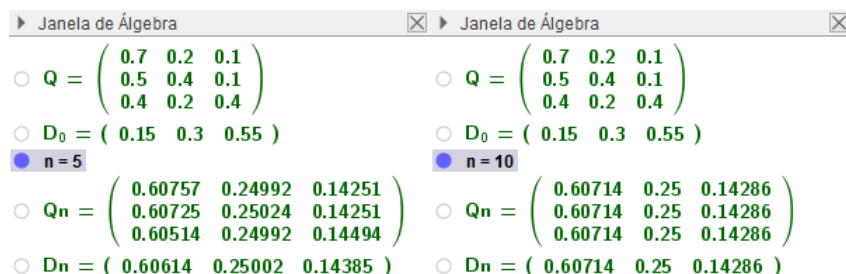 Janela de Álgebra
Q = ( 0.7 0.2 0.1
0.5 0.4 0.1
0.4 0.2 0.4 )
D₀ = ( 0.15 0.3 0.55 )
n = 5
Qn = ( 0.60757 0.24992 0.14251
0.60725 0.25024 0.14251
0.60514 0.24992 0.14494 )
Dn = ( 0.60614 0.25002 0.14385 )
Janela de Álgebra
Q = ( 0.7 0.2 0.1
0.5 0.4 0.1
0.4 0.2 0.4 )
D₀ = ( 0.15 0.3 0.55 )
n = 10
Qn = ( 0.60714 0.25 0.14286
0.60714 0.25 0.14286
0.60714 0.25 0.14286 )
Dn = ( 0.60714 0.25 0.14286 )